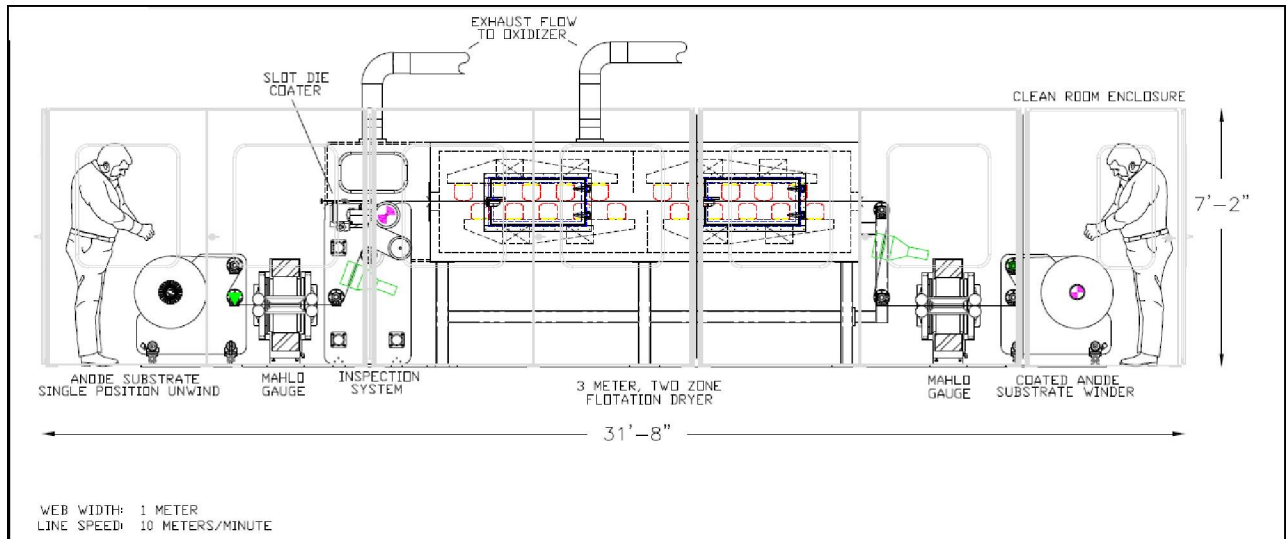 EXHAUST FLOW
TO OXIDIZER
SLOT DIE
COATER
CLEAN ROOM ENCLOSURE
7'-2"
ANODE SUBSTRATE
SINGLE POSITION UNWIND
MAHLO
GAUGE
INSPECTION
SYSTEM
3 METER, TWO ZONE
FLOTATION DRYER
MAHLO
GAUGE
COATED ANODE
SUBSTRATE WINDER
31'-8"
WEB WIDTH: 1 METER
LINE SPEED: 10 METERS/MINUTE